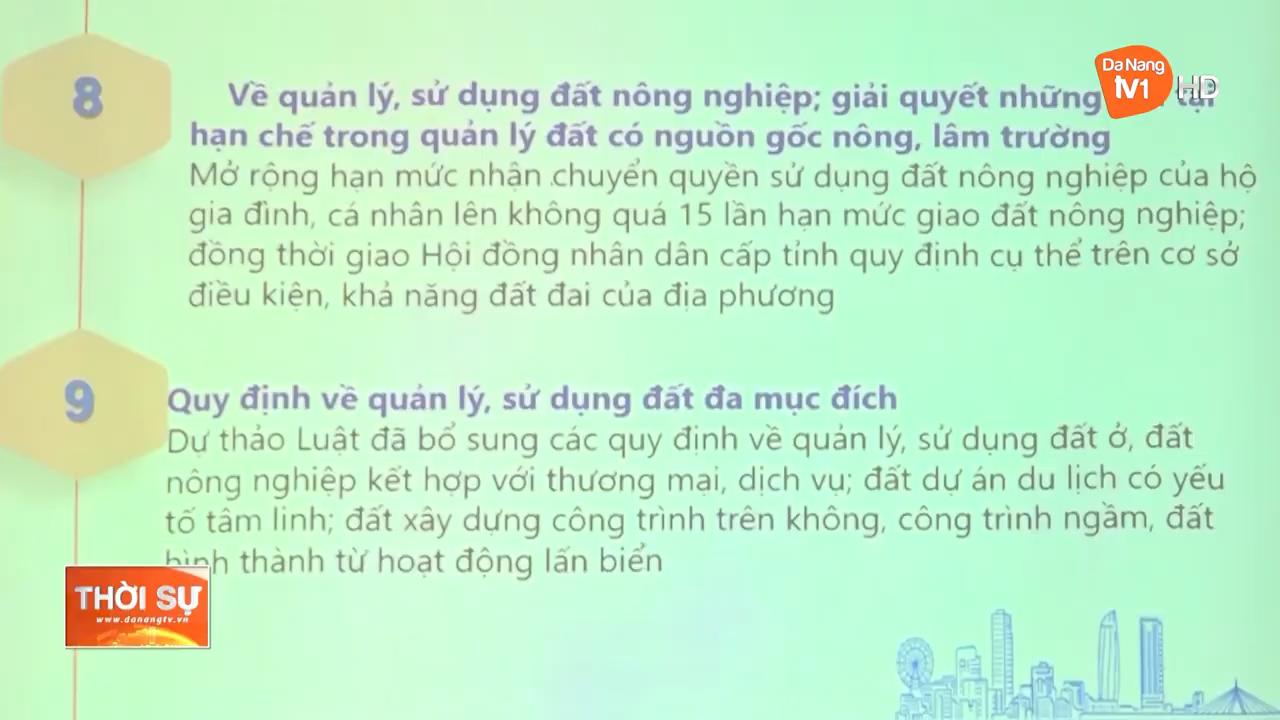 Da Nang
TV1 HD
8
Về quản lý, sử dụng đất nông nghiệp; giải quyết những
hạn chế trong quản lý đất có nguồn gốc nông, lâm trường
Mở rộng hạn mức nhận chuyển quyền sử dụng đất nông nghiệp của hộ
gia đình, cá nhân lên không quá 15 lần hạn mức giao đất nông nghiệp;
đồng thời giao Hội đồng nhân dân cấp tỉnh quy định cụ thể trên cơ sở
điều kiện, khả năng đất đai của địa phương
9
Quy định về quản lý, sử dụng đất đa mục đích
Dự thảo Luật đã bổ sung các quy định về quản lý, sử dụng đất ở, đất
nông nghiệp kết hợp với thương mại, dịch vụ; đất dự án du lịch có yếu
tố tâm linh; đất xây dựng công trình trên không, công trình ngầm, đất
hình thành từ hoạt động lấn biển
THỜI SỰ
www.danangtv.vn